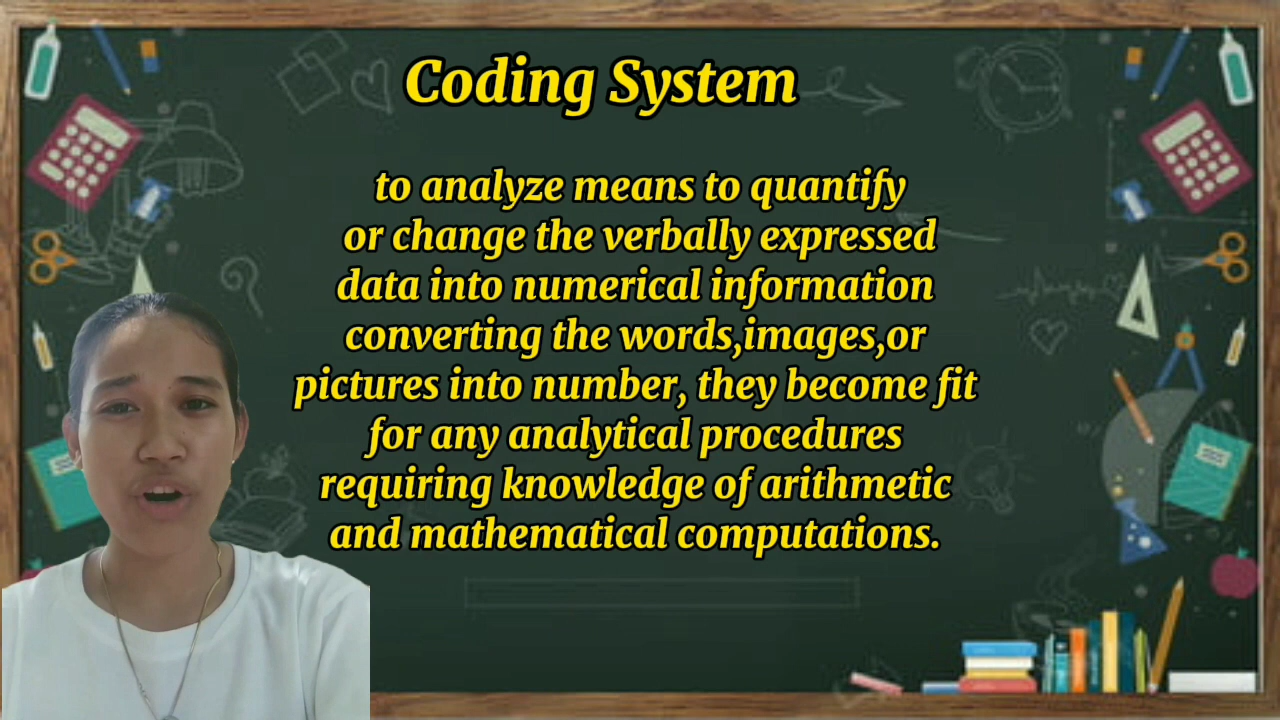 Coding System
to analyze means to quantify
or change the verbally expressed
data into numerical information
converting the words,images,or
pictures into number, they become fit
for any analytical procedures
requiring knowledge of arithmetic
and mathematical computations.